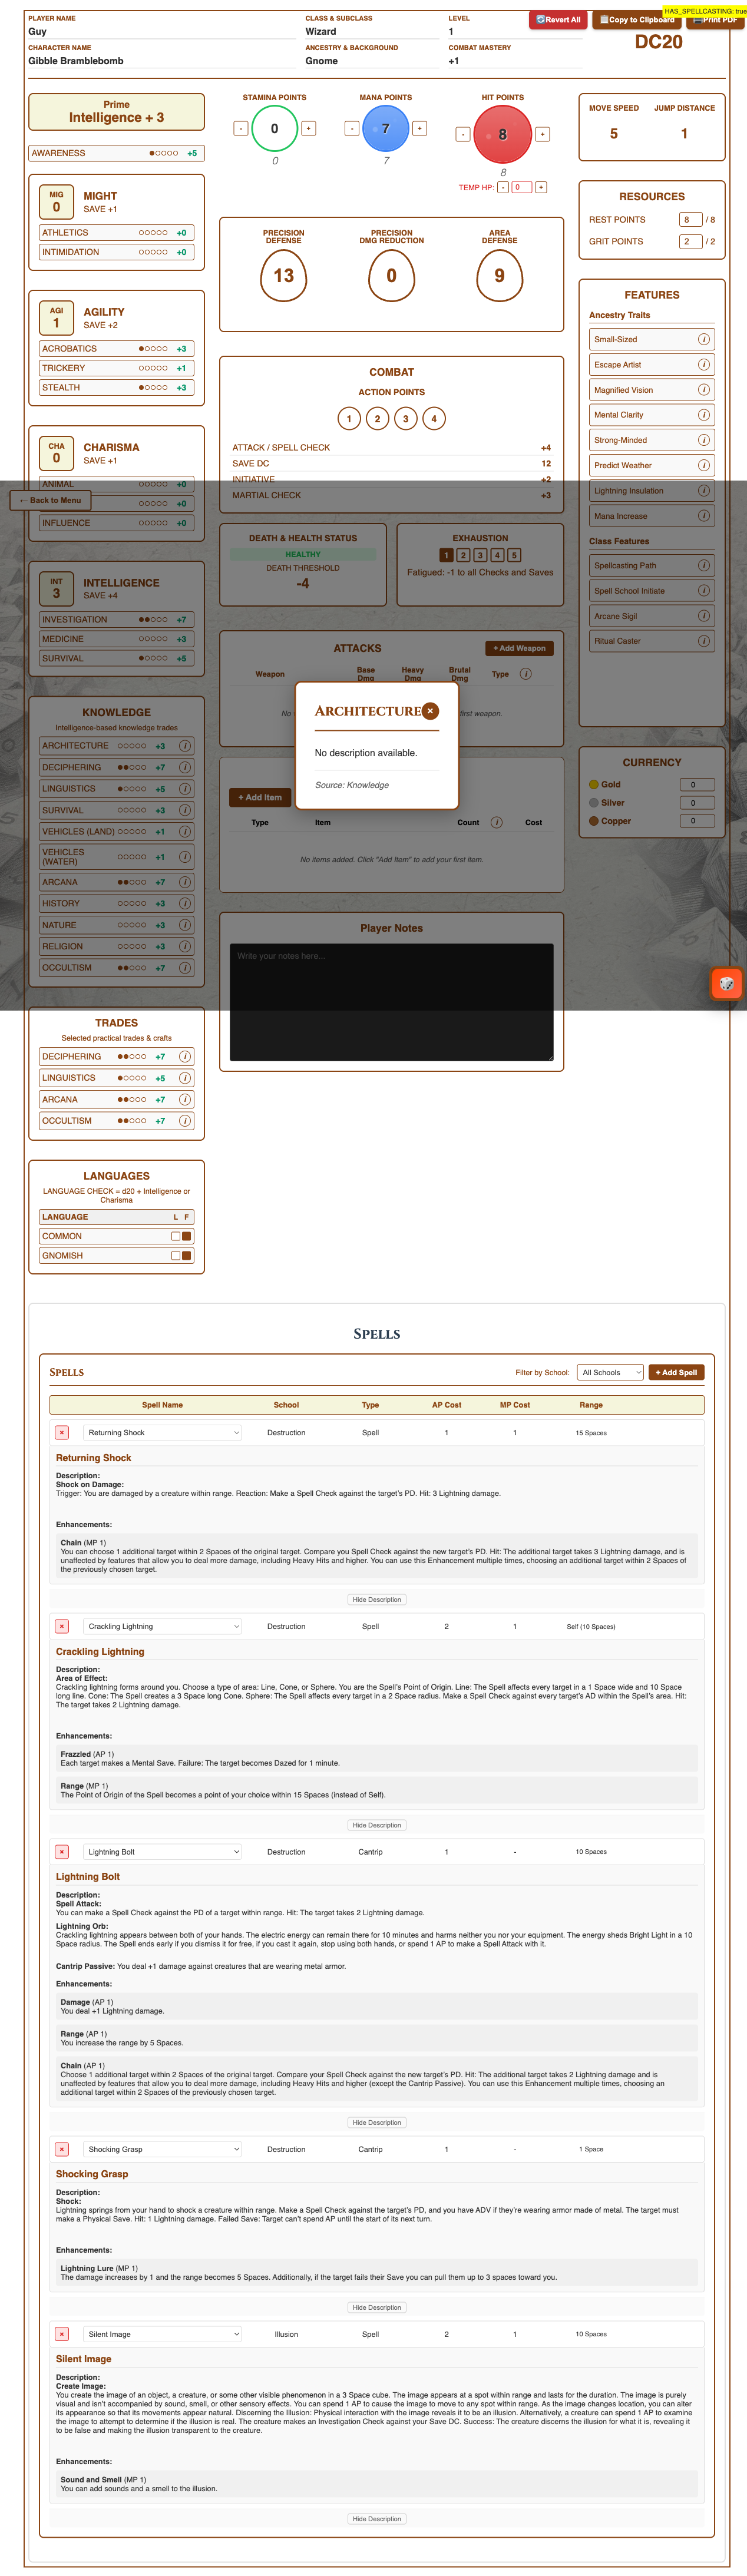 HAS_SPELLCASTING: true
Revert All
Copy to Clipboard
Print PDF
PLAYER NAME
Guy
CLASS & SUBCLASS
Wizard
LEVEL
1
CHARACTER NAME
Gibble Bramblebomb
ANCESTRY & BACKGROUND
Gnome
COMBAT MASTERY
+1
DC20
Prime
Intelligence + 3
AWARENESS +5
MIG
0
MIGHT
SAVE +1
ATHLETICS +0
INTIMIDATION +0
AGI
1
AGILITY
SAVE +2
ACROBATICS +3
TRICKERY +1
STEALTH +3
CHA
0
CHARISMA
SAVE +1
ANIMAL +0
← Back to Menu
+0
INFLUENCE +0
INT
3
INTELLIGENCE
SAVE +4
INVESTIGATION +7
MEDICINE +3
SURVIVAL +5
KNOWLEDGE
Intelligence-based knowledge trades
ARCHITECTURE +3 i
DECIPHERING +7 i
LINGUISTICS +5 i
SURVIVAL +3 i
VEHICLES (LAND) +1 i
VEHICLES
(WATER) +1 i
ARCANA +7 i
HISTORY +3 i
NATURE +3 i
RELIGION +3 i
OCCULTISM +7 i
TRADES
Selected practical trades & crafts
DECIPHERING +7 i
LINGUISTICS +5 i
ARCANA +7 i
OCCULTISM +7 i
LANGUAGES
LANGUAGE CHECK = d20 + Intelligence or
Charisma
LANGUAGE L F
COMMON
GNOMISH
STAMINA POINTS
- 0 +
0
MANA POINTS
- 7 +
7
HIT POINTS
- 8 +
8
TEMP HP: - 0 +
PRECISION
DEFENSE
13
PRECISION
DMG REDUCTION
0
AREA
DEFENSE
9
COMBAT
ACTION POINTS
1 2 3 4
ATTACK / SPELL CHECK +4
SAVE DC 12
INITIATIVE +2
MARTIAL CHECK +3
DEATH & HEALTH STATUS
HEALTHY
DEATH THRESHOLD
-4
EXHAUSTION
1 2 3 4 5
Fatigued: -1 to all Checks and Saves
ATTACKS
+ Add Weapon
Weapon
Base
Dmg
Heavy
Dmg
Brutal
Dmg
Type i
first weapon.
Architecture
×
No description available.
Source: Knowledge
+ Add Item
Type Item Count i Cost
No items added. Click "Add Item" to add your first item.
Player Notes
Write your notes here...
MOVE SPEED
5
JUMP DISTANCE
1
RESOURCES
REST POINTS 8 / 8
GRIT POINTS 2 / 2
FEATURES
Ancestry Traits
Small-Sized i
Escape Artist i
Magnified Vision i
Mental Clarity i
Strong-Minded i
Predict Weather i
Lightning Insulation i
Mana Increase i
Class Features
Spellcasting Path i
Spell School Initiate i
Arcane Sigil i
Ritual Caster i
CURRENCY
Gold 0
Silver 0
Copper 0
Spells
Spells
Filter by School: All Schools + Add Spell
Spell Name School Type AP Cost MP Cost Range
× Returning Shock Destruction Spell 1 1 15 Spaces
Returning Shock
Description:
Shock on Damage:
Trigger: You are damaged by a creature within range. Reaction: Make a Spell Check against the target's PD. Hit: 3 Lightning damage.
Enhancements:
Chain (MP 1)
You can choose 1 additional target within 2 Spaces of the original target. Compare you Spell Check against the new target's PD. Hit: The additional target takes 3 Lightning damage, and is
unaffected by features that allow you to deal more damage, including Heavy Hits and higher. You can use this Enhancement multiple times, choosing an additional target within 2 Spaces of
the previously chosen target.
Hide Description
× Crackling Lightning Destruction Spell 2 1 Self (10 Spaces)
Crackling Lightning
Description:
Area of Effect:
Crackling lightning forms around you. Choose a type of area: Line, Cone, or Sphere. You are the Spell's Point of Origin. Line: The Spell affects every target in a 1 Space wide and 10 Space
long line. Cone: The Spell creates a 3 Space long Cone. Sphere: The Spell affects every target in a 2 Space radius. Make a Spell Check against every target's AD within the Spell's area. Hit:
The target takes 2 Lightning damage.
Enhancements:
Frazzled (AP 1)
Each target makes a Mental Save. Failure: The target becomes Dazed for 1 minute.
Range (MP 1)
The Point of Origin of the Spell becomes a point of your choice within 15 Spaces (instead of Self).
Hide Description
× Lightning Bolt Destruction Cantrip 1 - 10 Spaces
Lightning Bolt
Description:
Spell Attack:
You can make a Spell Check against the PD of a target within range. Hit: The target takes 2 Lightning damage.
Lightning Orb:
Crackling lightning appears between both of your hands. The electric energy can remain there for 10 minutes and harms neither you nor your equipment. The energy sheds Bright Light in a 10
Space radius. The Spell ends early if you dismiss it for free, if you cast it again, stop using both hands, or spend 1 AP to make a Spell Attack with it.
Cantrip Passive: You deal +1 damage against creatures that are wearing metal armor.
Enhancements:
Damage (AP 1)
You deal +1 Lightning damage.
Range (AP 1)
You increase the range by 5 Spaces.
Chain (AP 1)
Choose 1 additional target within 2 Spaces of the original target. Compare your Spell Check against the new target's PD. Hit: The additional target takes 2 Lightning damage and is
unaffected by features that allow you to deal more damage, including Heavy Hits and higher (except the Cantrip Passive). You can use this Enhancement multiple times, choosing an
additional target within 2 Spaces of the previously chosen target.
Hide Description
× Shocking Grasp Destruction Cantrip 1 - 1 Space
Shocking Grasp
Description:
Shock:
Lightning springs from your hand to shock a creature within range. Make a Spell Check against the target's PD, and you have ADV if they're wearing armor made of metal. The target must
make a Physical Save. Hit: 1 Lightning damage. Failed Save: Target can't spend AP until the start of its next turn.
Enhancements:
Lightning Lure (MP 1)
The damage increases by 1 and the range becomes 5 Spaces. Additionally, if the target fails their Save you can pull them up to 3 spaces toward you.
Hide Description
× Silent Image Illusion Spell 2 1 10 Spaces
Silent Image
Description:
Create Image:
You create the image of an object, a creature, or some other visible phenomenon in a 3 Space cube. The image appears at a spot within range and lasts for the duration. The image is purely
visual and isn't accompanied by sound, smell, or other sensory effects. You can spend 1 AP to cause the image to move to any spot within range. As the image changes location, you can alter
its appearance so that its movements appear natural. Discerning the Illusion: Physical interaction with the image reveals it to be an illusion. Alternatively, a creature can spend 1 AP to examine
the image to attempt to determine if the illusion is real. The creature makes an Investigation Check against your Save DC. Success: The creature discerns the illusion for what it is, revealing it
to be false and making the illusion transparent to the creature.
Enhancements:
Sound and Smell (MP 1)
You can add sounds and a smell to the illusion.
Hide Description